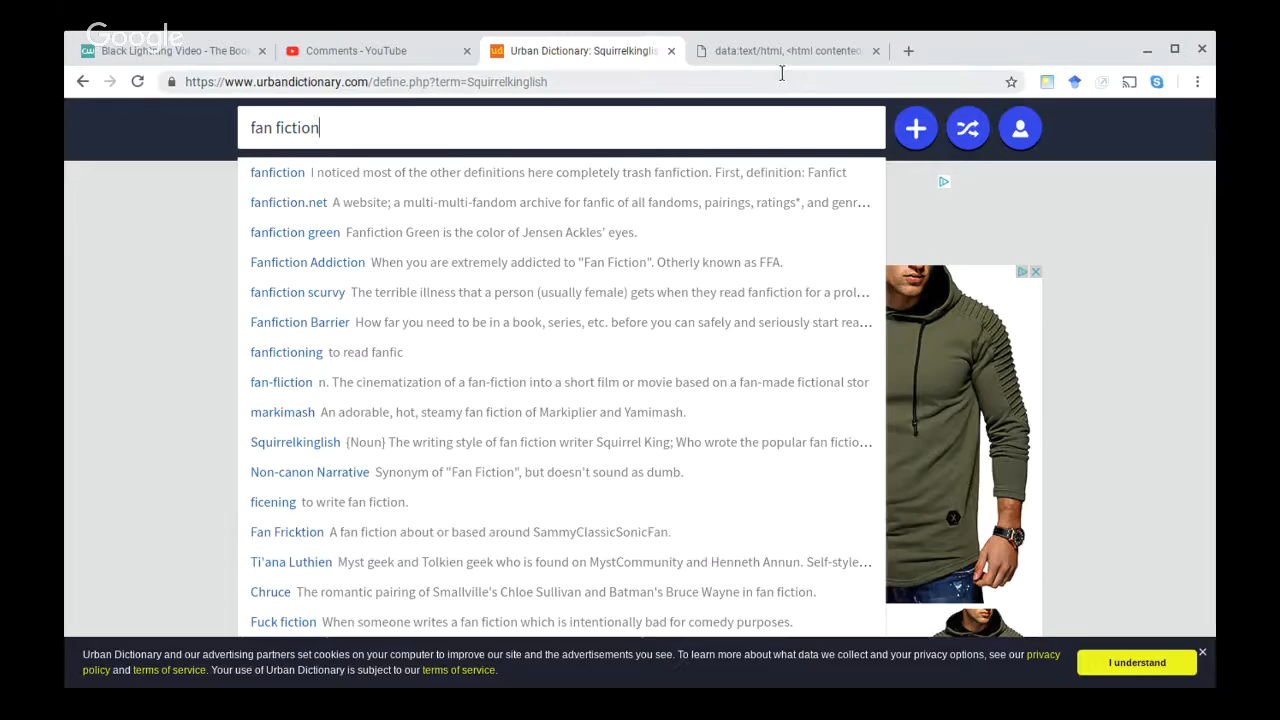 Google
Black Lightning Video - The Boo
Comments - YouTube
Urban Dictionary: Squirrelkinglis
data:text/html, <html contented
https://www.urbandictionary.com/define.php?term=Squirrelkinglish
fan fiction
fanfiction I noticed most of the other definitions here completely trash fanfiction. First, definition: Fanfict
fanfiction.net A website; a multi-multi-fandom archive for fanfic of all fandoms, pairings, ratings*, and genr...
fanfiction green Fanfiction Green is the color of Jensen Ackles' eyes.
Fanfiction Addiction When you are extremely addicted to "Fan Fiction". Otherly known as FFA.
fanfiction scurvy The terrible illness that a person (usually female) gets when they read fanfiction for a prol...
Fanfiction Barrier How far you need to be in a book, series, etc. before you can safely and seriously start rea...
fanfictioning to read fanfic
fan-fliction n. The cinematization of a fan-fiction into a short film or movie based on a fan-made fictional stor
markimash An adorable, hot, steamy fan fiction of Markiplier and Yamimash.
Squirrelkinglish {Noun} The writing style of fan fiction writer Squirrel King; Who wrote the popular fan fictio...
Non-canon Narrative Synonym of "Fan Fiction", but doesn't sound as dumb.
ficening to write fan fiction.
Fan Fricktion A fan fiction about or based around SammyClassicSonicFan.
Ti'ana Luthien Myst geek and Tolkien geek who is found on MystCommunity and Henneth Annun. Self-style...
Chruce The romantic pairing of Smallville's Chloe Sullivan and Batman's Bruce Wayne in fan fiction.
Fuck fiction When someone writes a fan fiction which is intentionally bad for comedy purposes.
Urban Dictionary and our advertising partners set cookies on your computer to improve our site and the advertisements you see. To learn more about what data we collect and your privacy options, see our privacy
policy and terms of service. Your use of Urban Dictionary is subject to our terms of service.
I understand